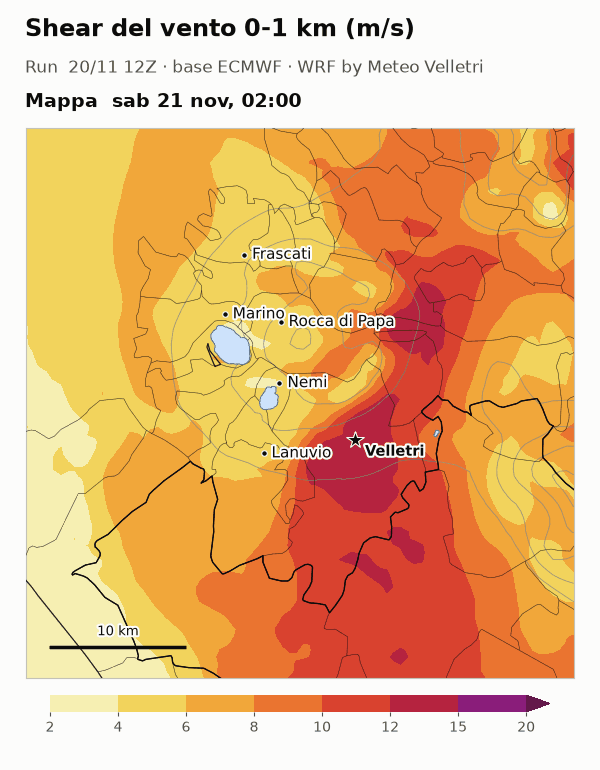 Shear del vento 0-1 km (m/s)
Run  20/11 12Z · base ECMWF · WRF by Meteo Velletri
Mappa  sab 21 nov, 02:00
Frascati
Marino
Rocca di Papa
Nemi
Velletri
Lanuvio
10 km
2 4 6 8 10 12 15 20